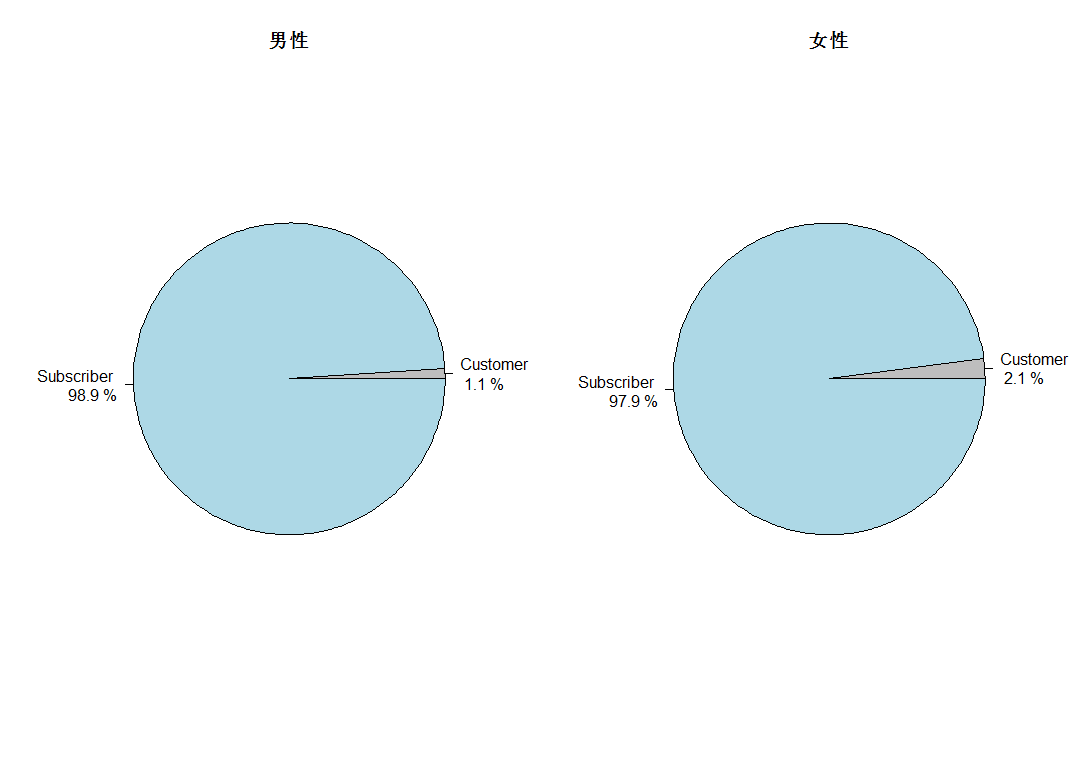 男性
Subscriber
98.9 %
Customer
1.1 %
女性
Subscriber
97.9 %
Customer
2.1 %